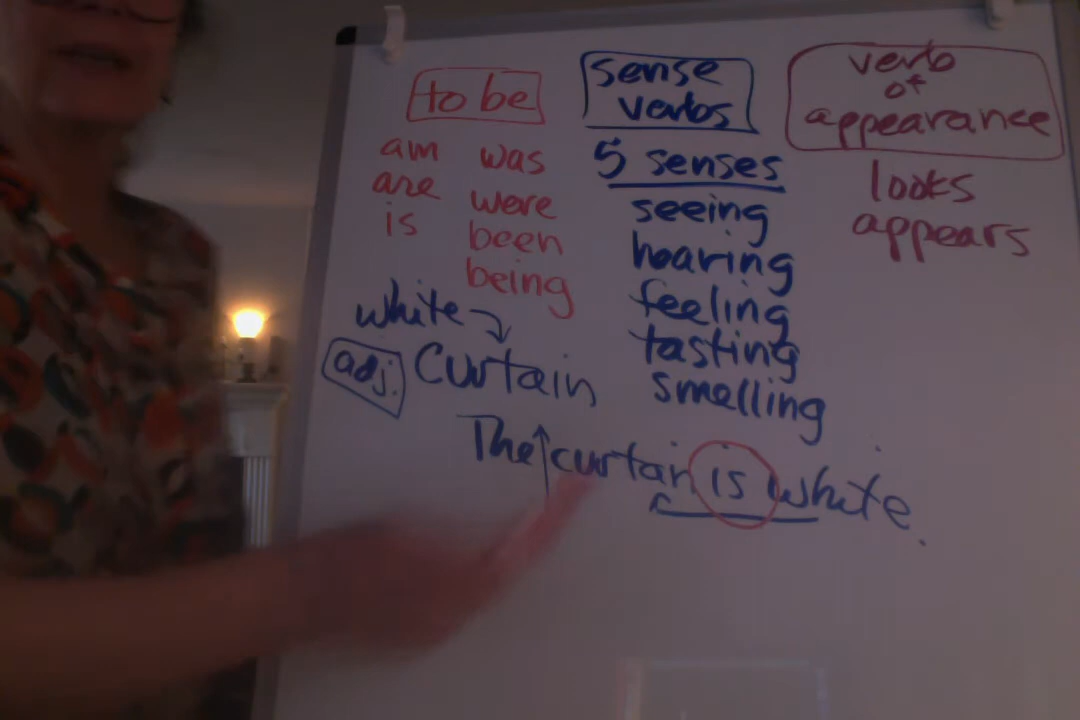 to be
am was
are were
is been
being
sense
verbs
5 senses
seeing
hearing
feeling
tasting
smelling
verb
of
appearance
looks
appears
white
adj. Curtain
The curtain is white.